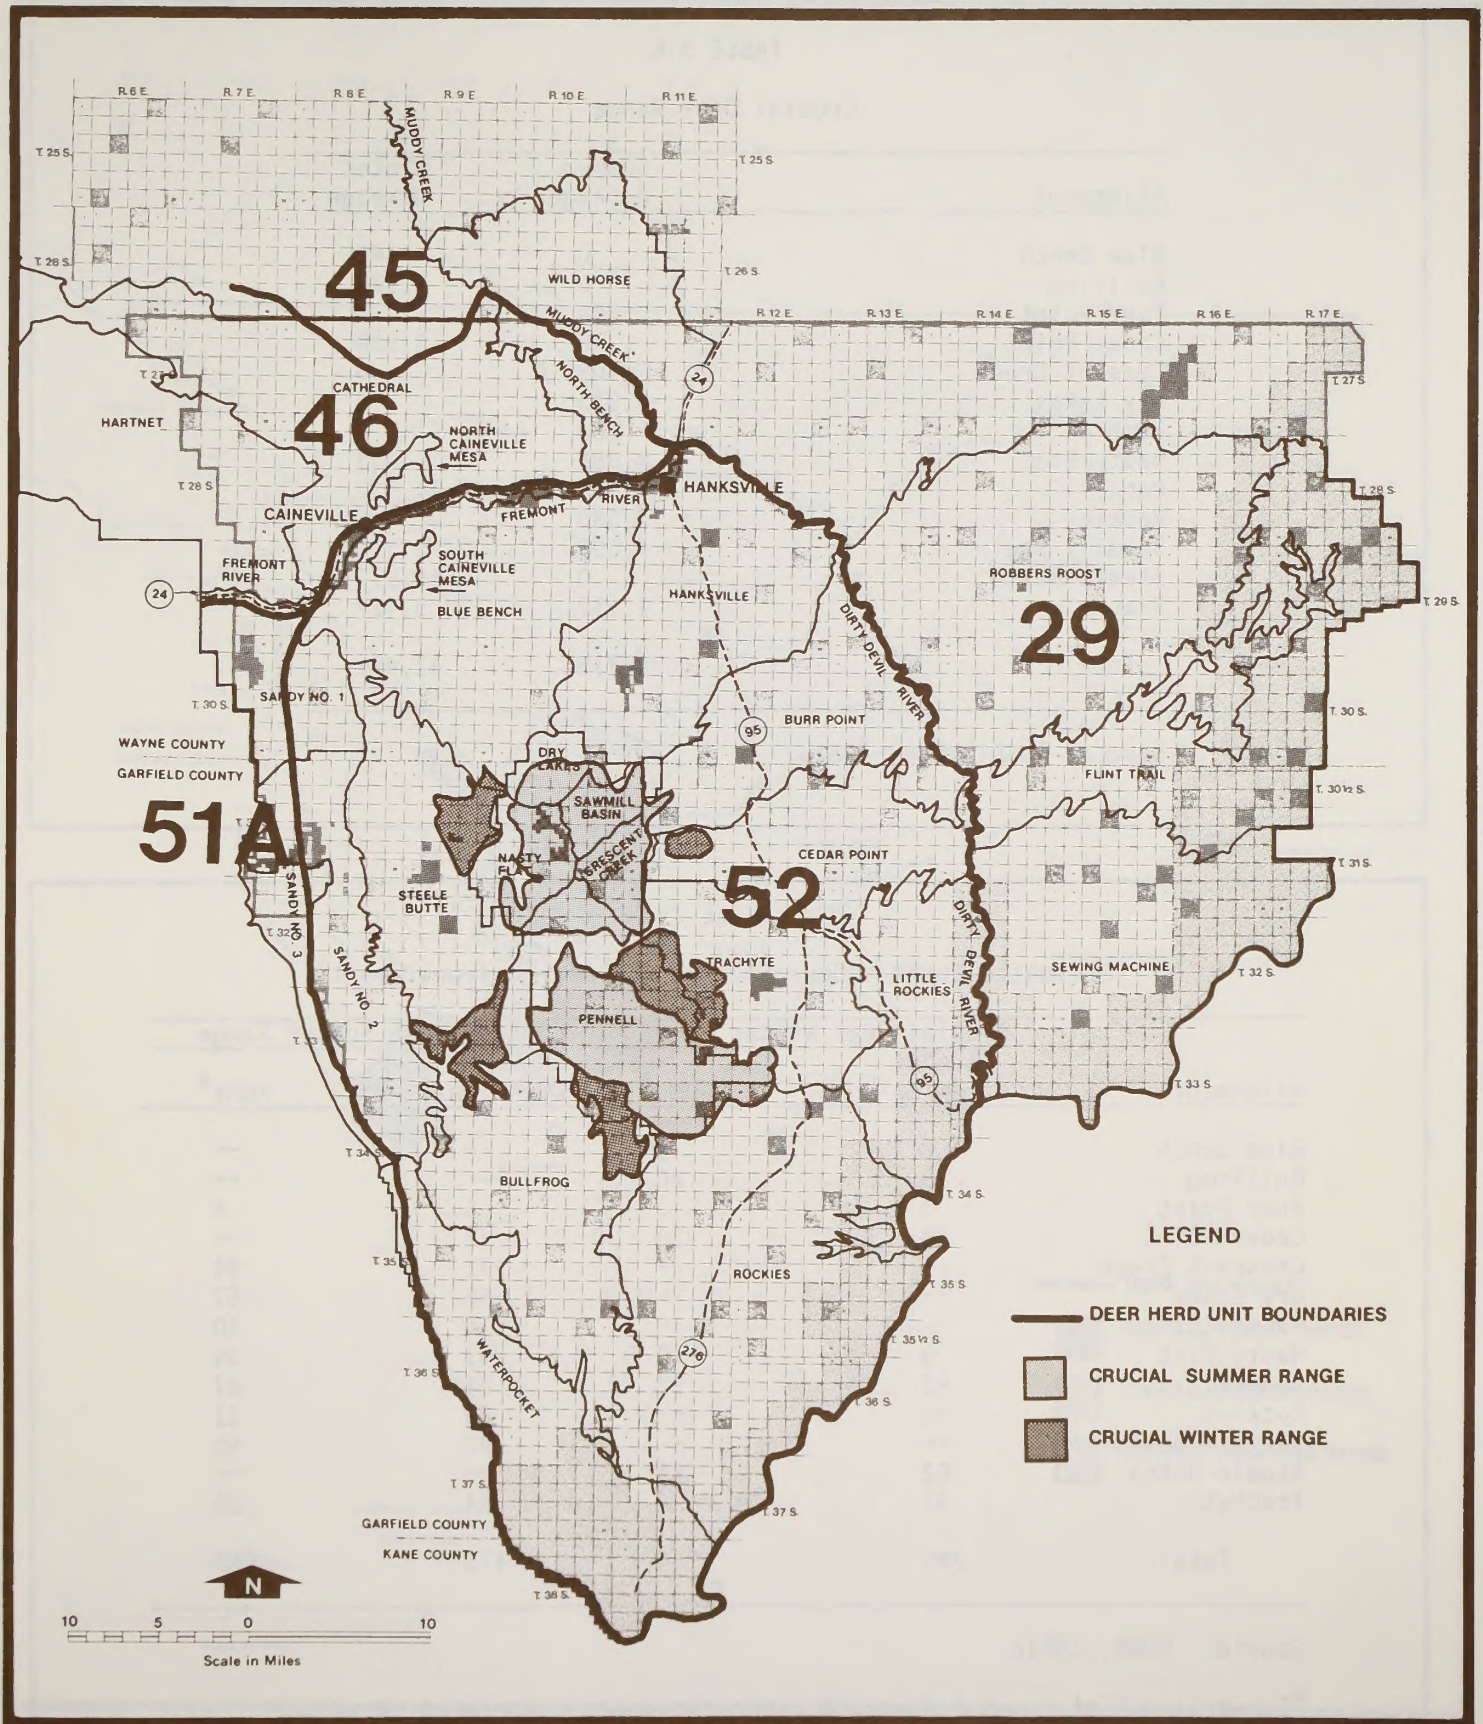 R. 6 E.
R. 7 E.
R. 8 E.
R. 9 E.
R. 10 E.
R. 11 E.
MUDDY CREEK
T. 25 S.
T. 25 S.
T. 26 S.
T. 26 S.
45
WILD HORSE
MUDDY CREEK
R. 12 E.
R. 13 E.
R. 14 E.
R. 15 E.
R. 16 E.
R. 17 E.
T. 27
T. 27 S.
24
CATHEDRAL
NORTH BENCH
HARTNET
46
NORTH
CAINEVILLE
MESA
T. 28 S.
T. 28 S.
HANKSVILLE
RIVER
FREMONT
CAINEVILLE
SOUTH
CAINEVILLE
MESA
FREMONT
RIVER
24
BLUE BENCH
HANKSVILLE
ROBBERS ROOST
29
T. 29 S.
DIRTY DEVIL RIVER
SANDY NO. 1
T. 30 S.
T. 30 S.
WAYNE COUNTY
GARFIELD COUNTY
95
BURR POINT
DRY
LAKES
FLINT TRAIL
T. 30 1/2 S.
SAWMILL
BASIN
51A
NASTY
FLAT
CRESCENT
CREEK
CEDAR POINT
T. 31 S.
52
STEELE
BUTTE
SANDY NO. 3
T. 32
SANDY NO. 2
TRACHYTE
LITTLE
ROCKIES
DIRTY DEVIL RIVER
SEWING MACHINE
T. 32 S.
PENNELL
T. 33 S.
T. 33 S.
95
T. 34 S.
T. 34 S.
BULLFROG
LEGEND
T. 35 S.
ROCKIES
T. 35 S.
DEER HERD UNIT BOUNDARIES
T. 35 1/2 S.
276
WATERPOCKET
T. 36 S.
T. 36 S.
CRUCIAL SUMMER RANGE
CRUCIAL WINTER RANGE
T. 37 S.
T. 37 S.
GARFIELD COUNTY
KANE COUNTY
T. 38 S.
N
10 5 0 10
Scale in Miles